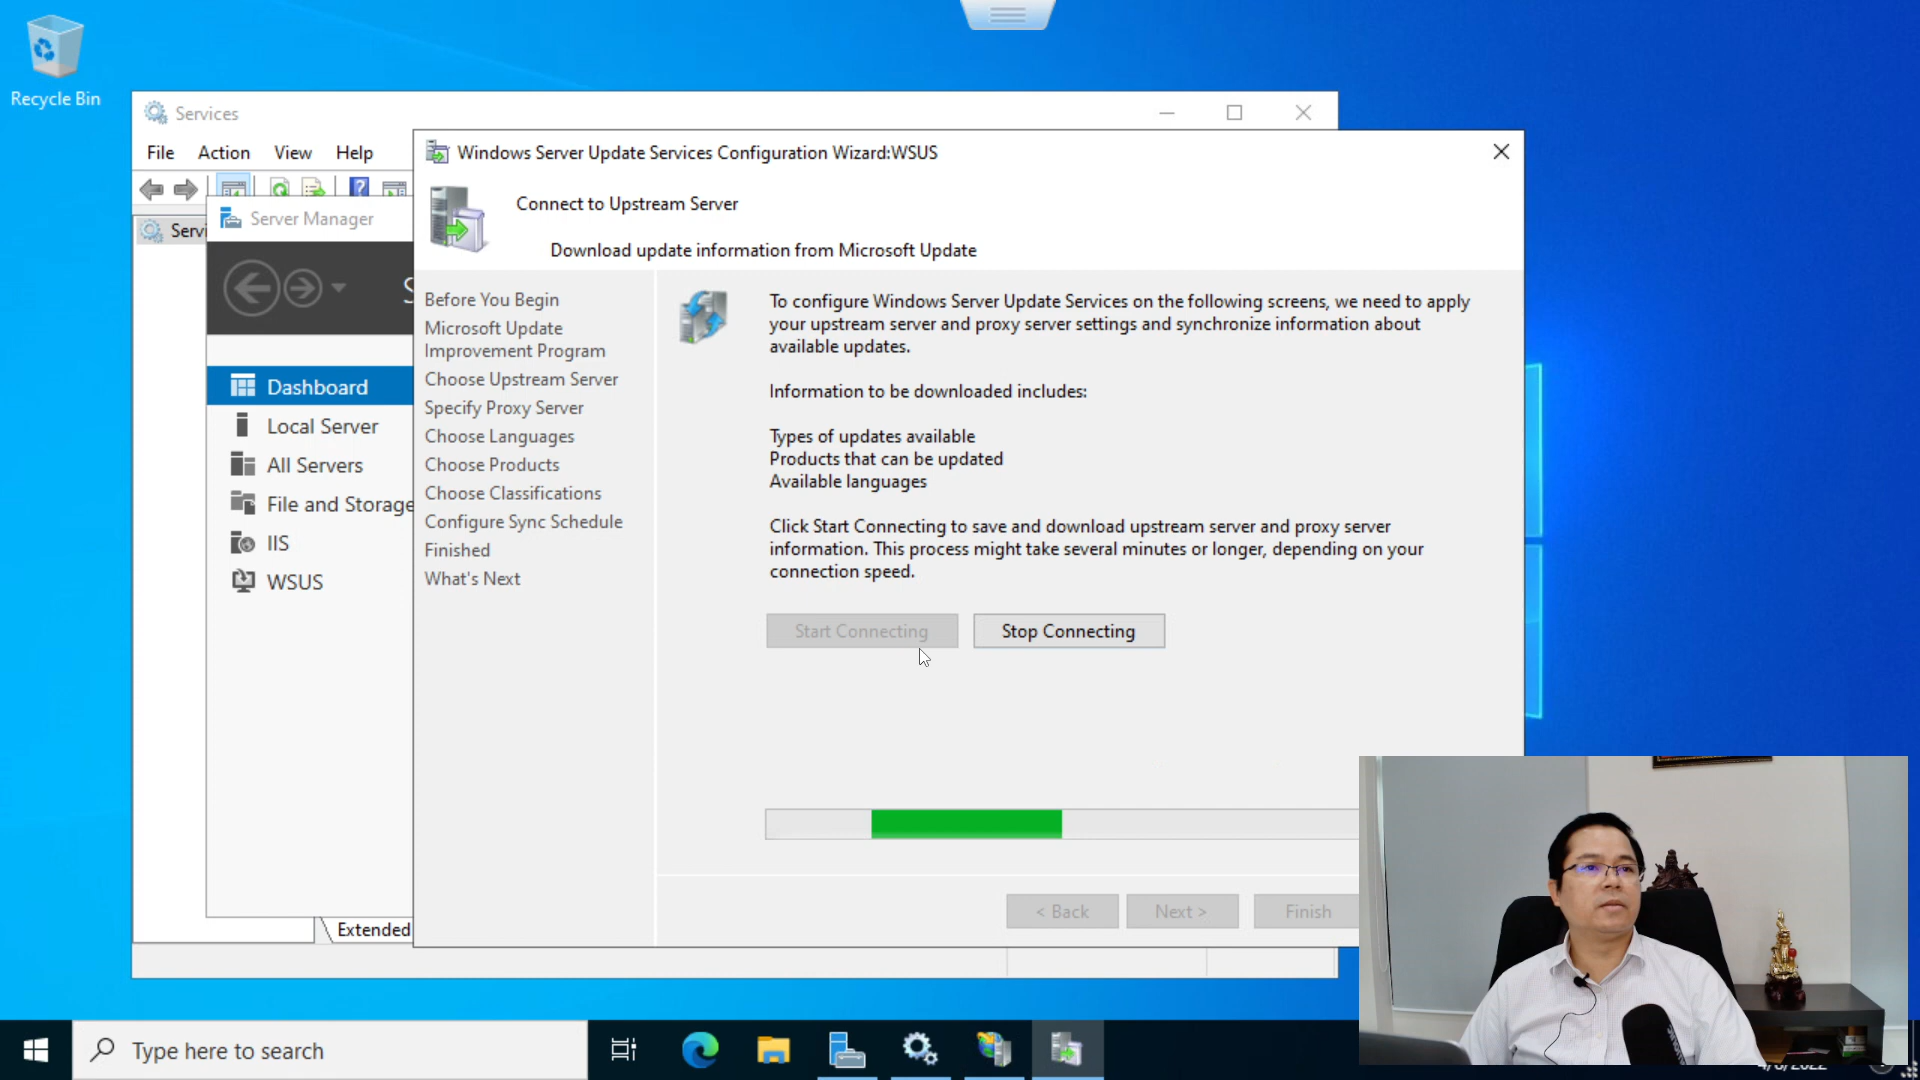 Recycle Bin
Services
File Action View Help
Windows Server Update Services Configuration Wizard:WSUS
Connect to Upstream Server
Download update information from Microsoft Update
Server Manager
Dashboard
Local Server
All Servers
File and Storage
IIS
WSUS
Extended
Before You Begin
Microsoft Update
Improvement Program
Choose Upstream Server
Specify Proxy Server
Choose Languages
Choose Products
Choose Classifications
Configure Sync Schedule
Finished
What's Next
To configure Windows Server Update Services on the following screens, we need to apply
your upstream server and proxy server settings and synchronize information about
available updates.
Information to be downloaded includes:
Types of updates available
Products that can be updated
Available languages
Click Start Connecting to save and download upstream server and proxy server
information. This process might take several minutes or longer, depending on your
connection speed.
Start Connecting Stop Connecting
< Back Next > Finish
Type here to search